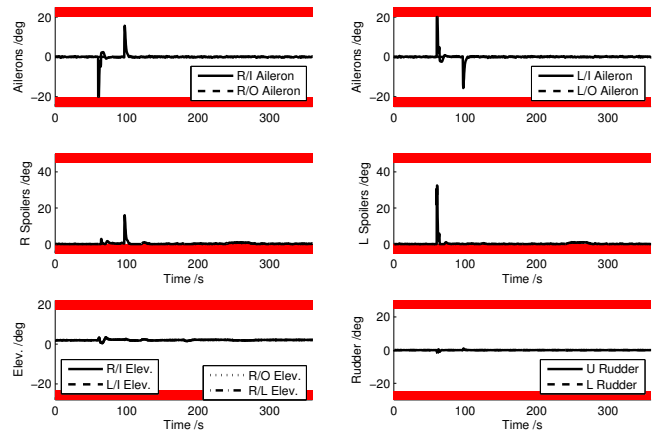 Ailerons /deg
20
0
−20
0
100
200
300
R/I Aileron
R/O Aileron
Ailerons /deg
20
0
−20
0
100
200
300
L/I Aileron
L/O Aileron
R Spoilers /deg
40
20
0
0
100
200
300
Time /s
L Spoilers /deg
40
20
0
0
100
200
300
Time /s
Elev. /deg
20
0
−20
0
100
200
300
Time /s
R/I Elev.
L/I Elev.
R/O Elev.
R/L Elev.
Rudder /deg
20
0
−20
0
100
200
300
Time /s
U Rudder
L Rudder